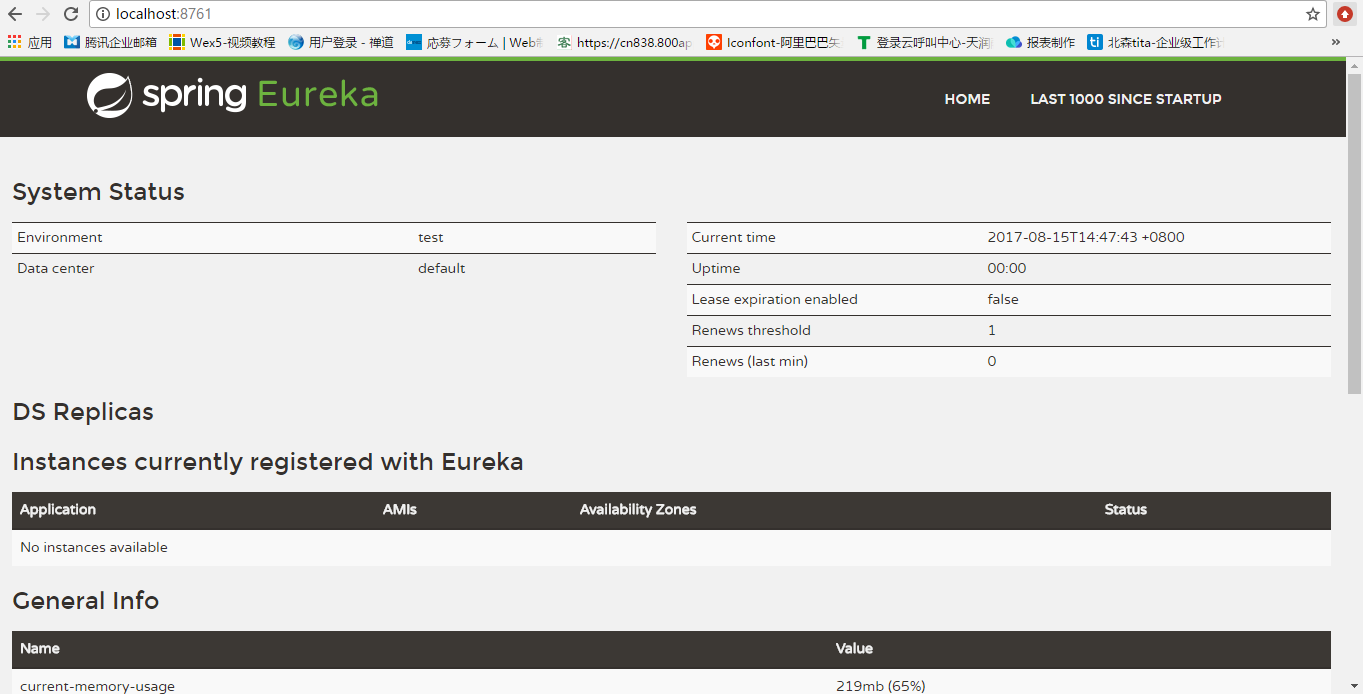 localhost:8761
应用 腾讯企业邮箱 Wex5-视频教程 用户登录 - 禅道 応募フォーム | Web https://cn838.800ap Iconfont-阿里巴巴矢 登录云呼叫中心-天润 报表制作 北森tita-企业级工作 »
spring Eureka HOME LAST 1000 SINCE STARTUP
System Status
Environment test Current time 2017-08-15T14:47:43 +0800
Data center default Uptime 00:00
Lease expiration enabled false
Renews threshold 1
Renews (last min) 0
DS Replicas
Instances currently registered with Eureka
Application AMIs Availability Zones Status
No instances available
General Info
Name Value
current-memory-usage 219mb (65%)